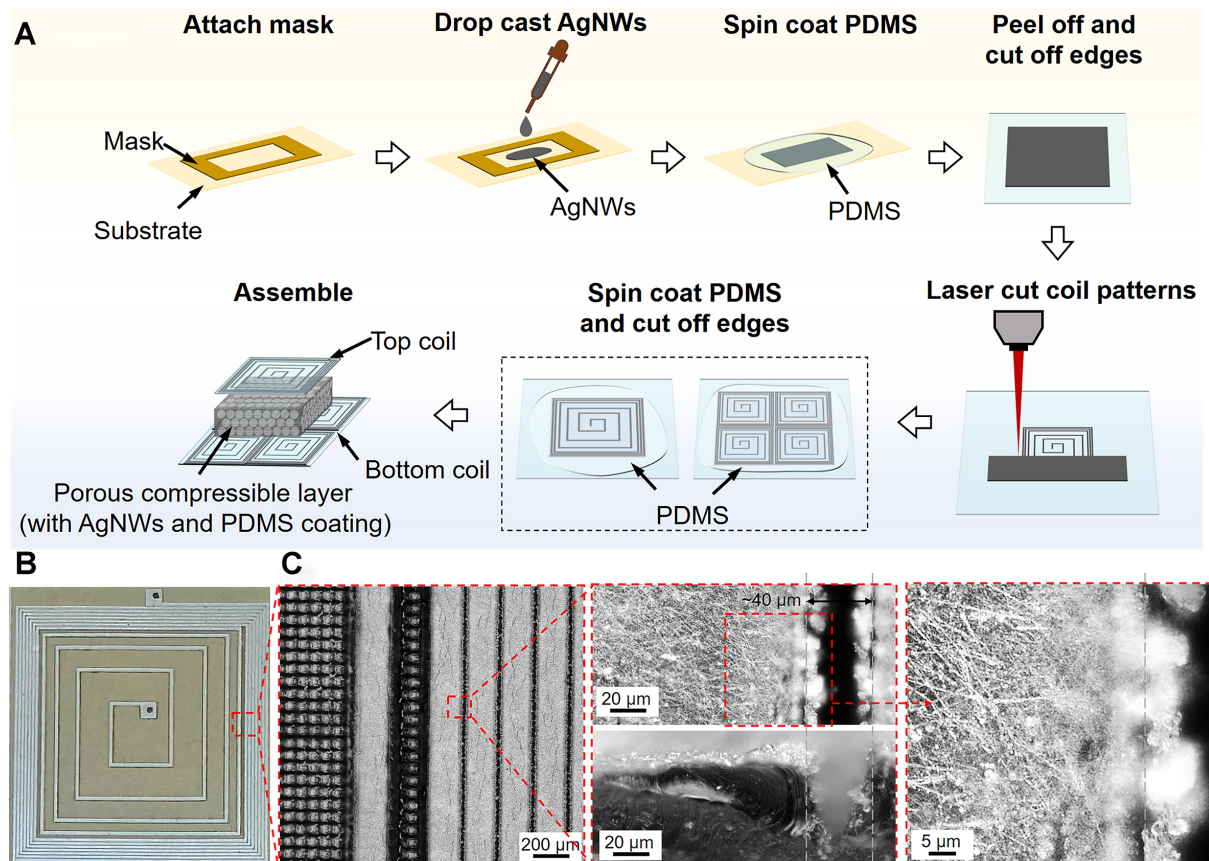 A
Attach mask
Drop cast AgNWs
Spin coat PDMS
Peel off and
cut off edges
Mask
Substrate
AgNWs
PDMS
Assemble
Spin coat PDMS
and cut off edges
Laser cut coil patterns
Top coil
Bottom coil
Porous compressible layer
(with AgNWs and PDMS coating)
PDMS
B
C
200 µm
~40 µm
20 µm
20 µm
5 µm